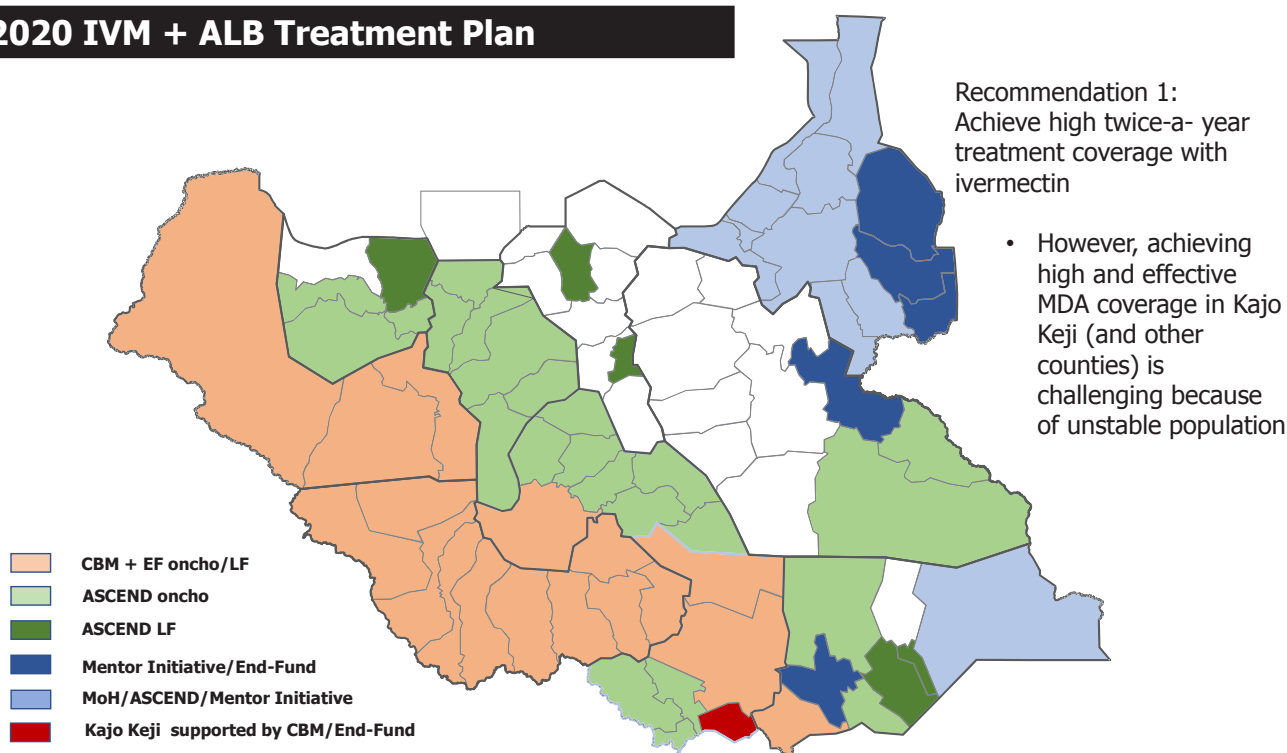 2020 IVM + ALB Treatment Plan
Recommendation 1:
Achieve high twice-a- year
treatment coverage with
ivermectin
• However, achieving
high and effective
MDA coverage in Kajo
Keji (and other
counties) is
challenging because
of unstable population
CBM + EF oncho/LF
ASCEND oncho
ASCEND LF
Mentor Initiative/End-Fund
MoH/ASCEND/Mentor Initiative
Kajo Keji supported by CBM/End-Fund